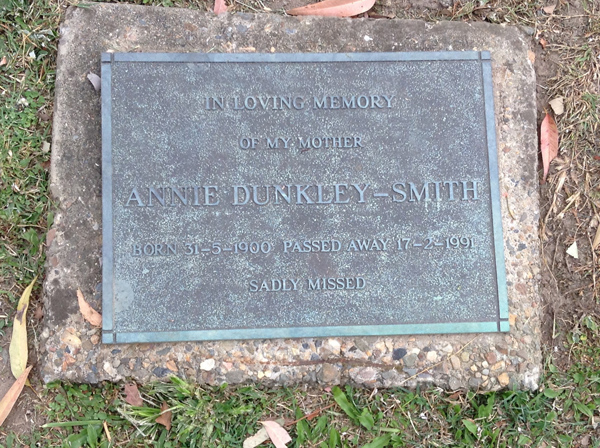 IN LOVING MEMORY
OF MY MOTHER
ANNIE DUNKLEY-SMITH
BORN 31-5-1900 PASSED AWAY 17-2-1991
SADLY MISSED